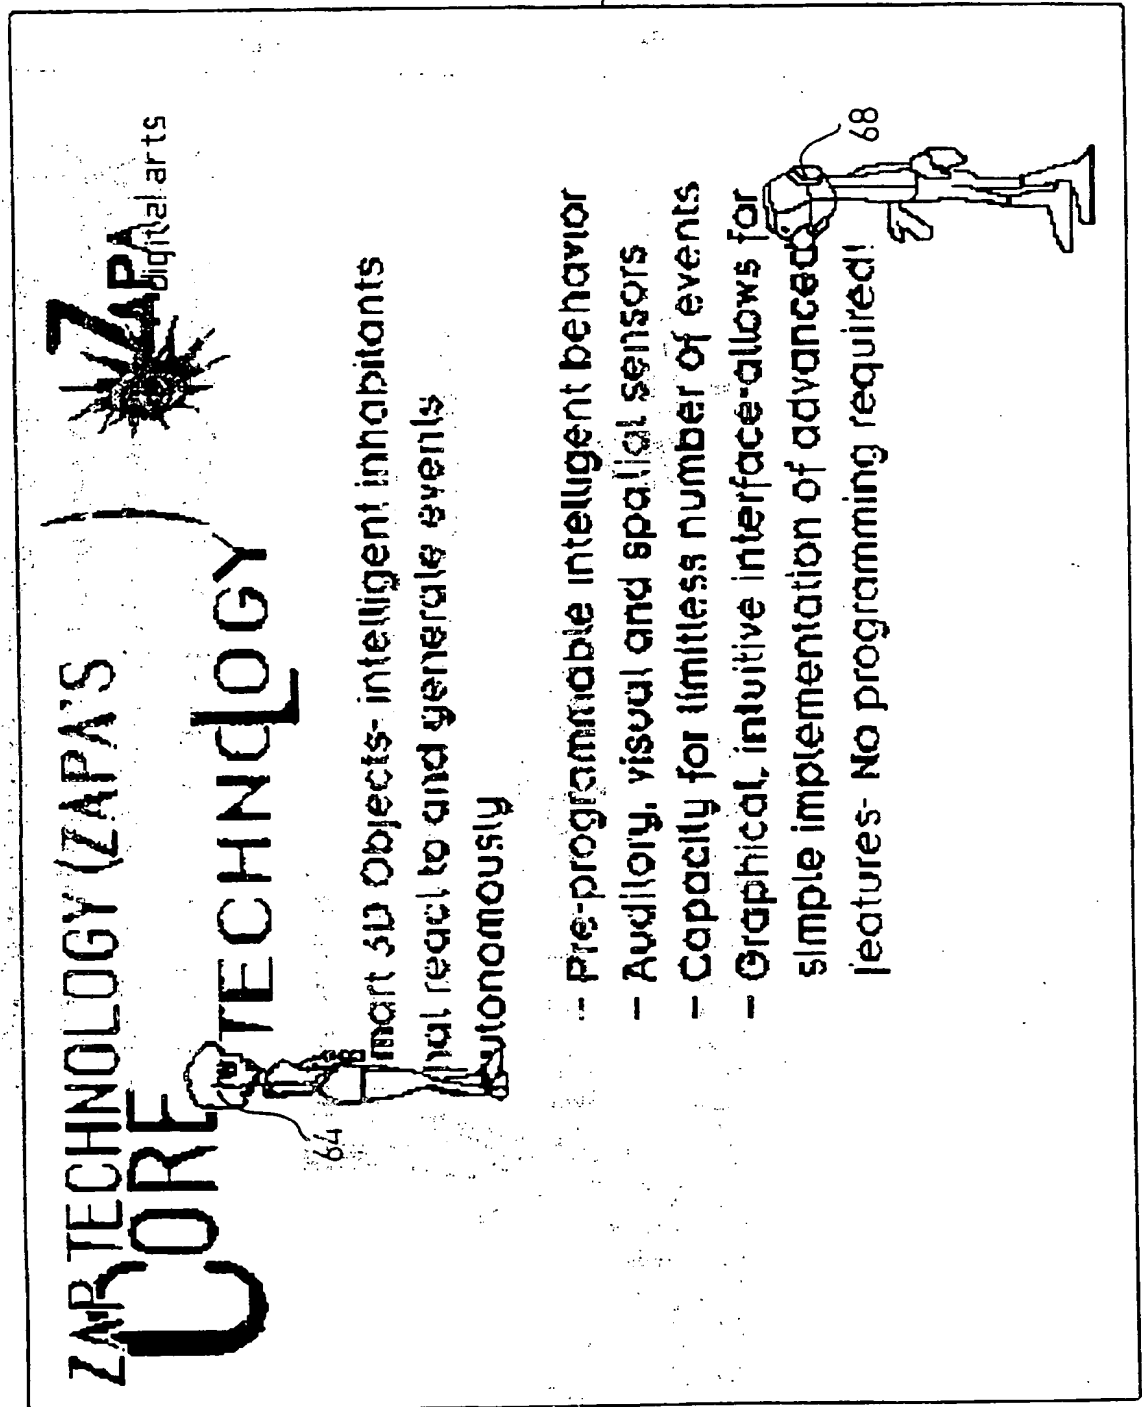 ZAP TECHNOLOGY (ZAPA'S
CORE TECHNOLOGY )
ZAPA
digital arts
64
mart 3D Objects- intelligent inhabitants
hat react to and generate events
utonomously
-- Pre-programmable intelligent behavior
- Auditory, visual and spatial sensors
- Capacity for limitless number of events
- Graphical, intuitive interface-allows for
simple implementation of advanced
features- No programming required!
68